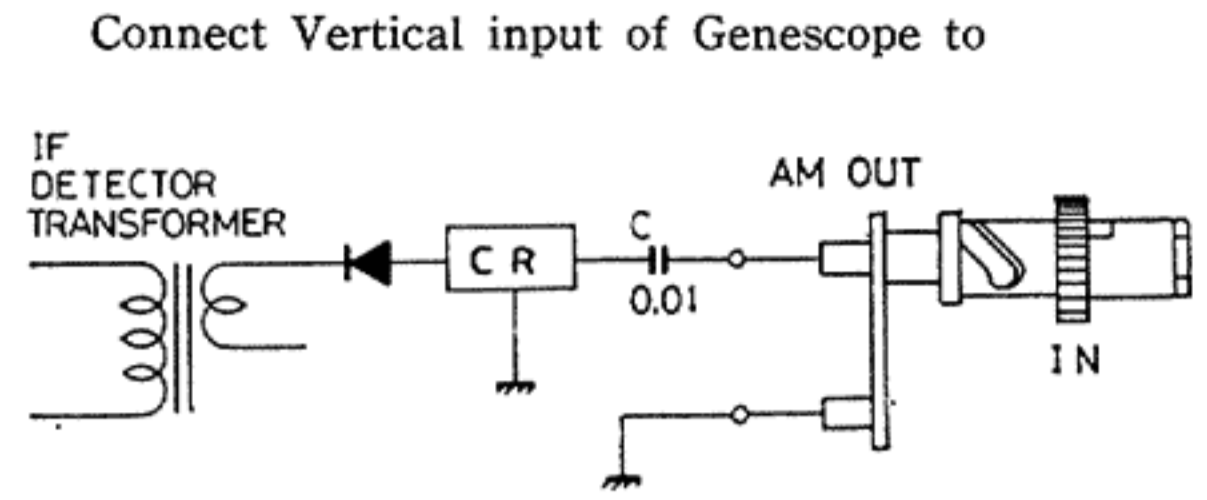 Connect Vertical input of Genescope to
IF
DETECTOR
TRANSFORMER
AM OUT
C R
C
0.01
IN